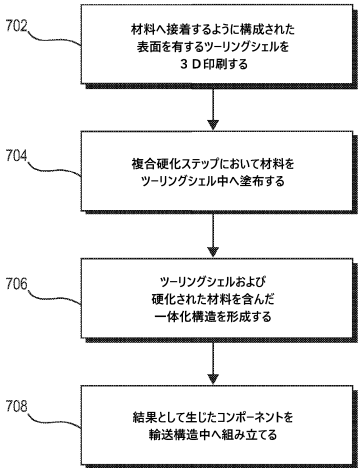 702
材料へ接着するように構成された
表面を有するツーリングシェルを
3D印刷する
704
複合硬化ステップにおいて材料を
ツーリングシェル中へ塗布する
706
ツーリングシェルおよび
硬化された材料を含んだ
一体化構造を形成する
708
結果として生じたコンポーネントを
輸送構造中へ組み立てる